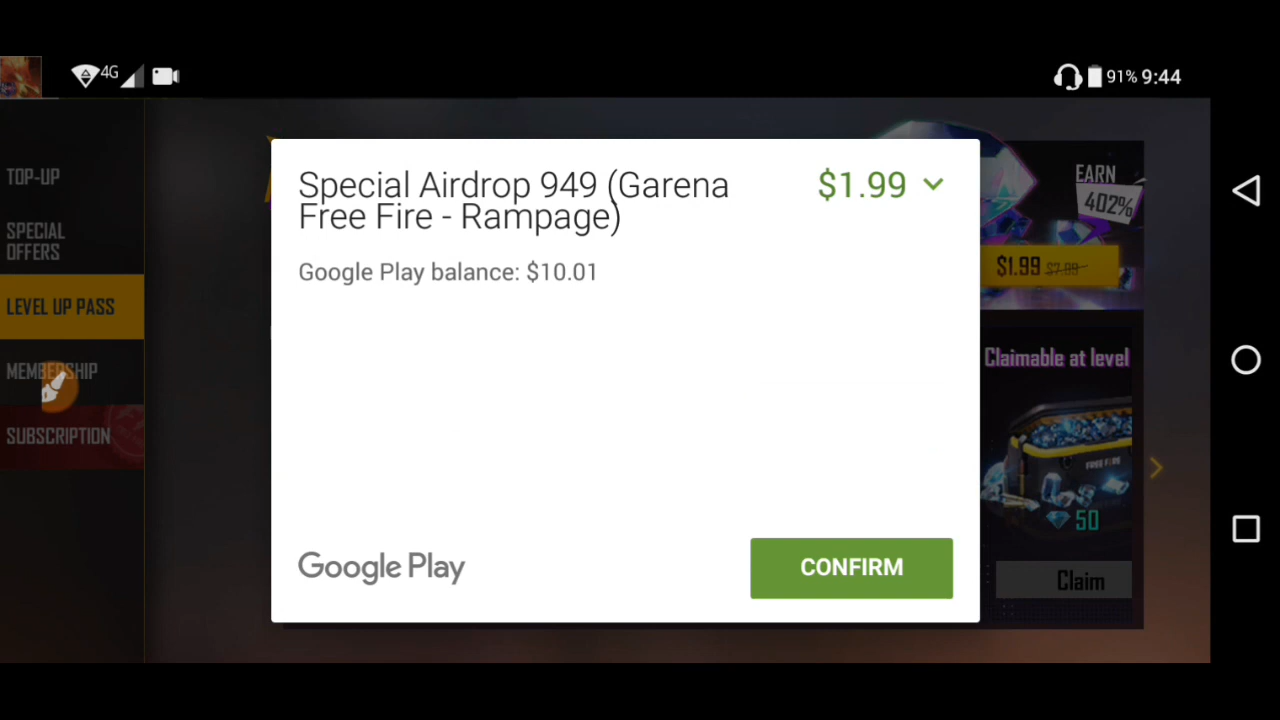 4G
91% 9:44
TOP-UP
SPECIAL
OFFERS
LEVEL UP PASS
MEMBERSHIP
SUBSCRIPTION
Special Airdrop 949 (Garena
Free Fire - Rampage)
$1.99
Google Play balance: $10.01
Google Play
CONFIRM
EARN
402%
$1.99 $7.99
Claimable at level
FREE FIRE
50
Claim